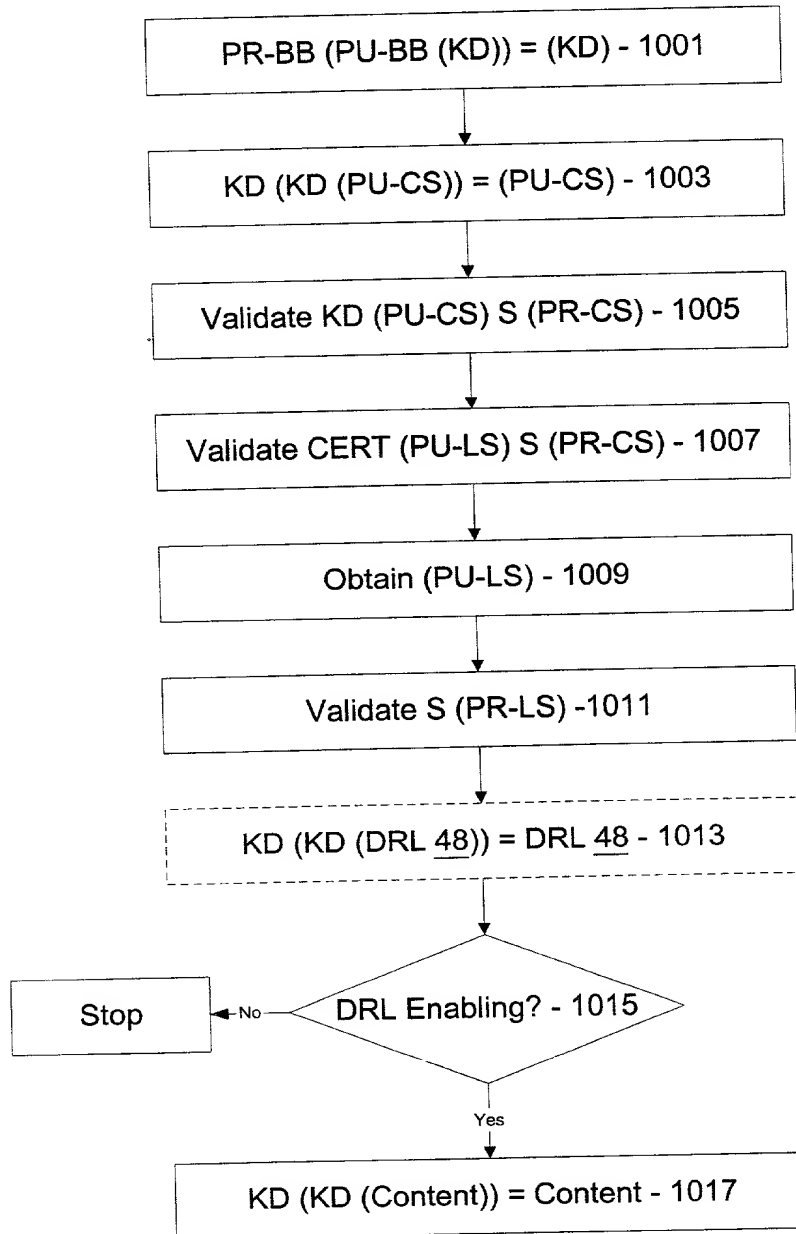 PR-BB (PU-BB (KD)) = (KD) - 1001
KD (KD (PU-CS)) = (PU-CS) - 1003
Validate KD (PU-CS) S (PR-CS) - 1005
Validate CERT (PU-LS) S (PR-CS) - 1007
Obtain (PU-LS) - 1009
Validate S (PR-LS) -1011
KD (KD (DRL 48)) = DRL 48 - 1013
DRL Enabling? - 1015
No
Stop
Yes
KD (KD (Content)) = Content - 1017